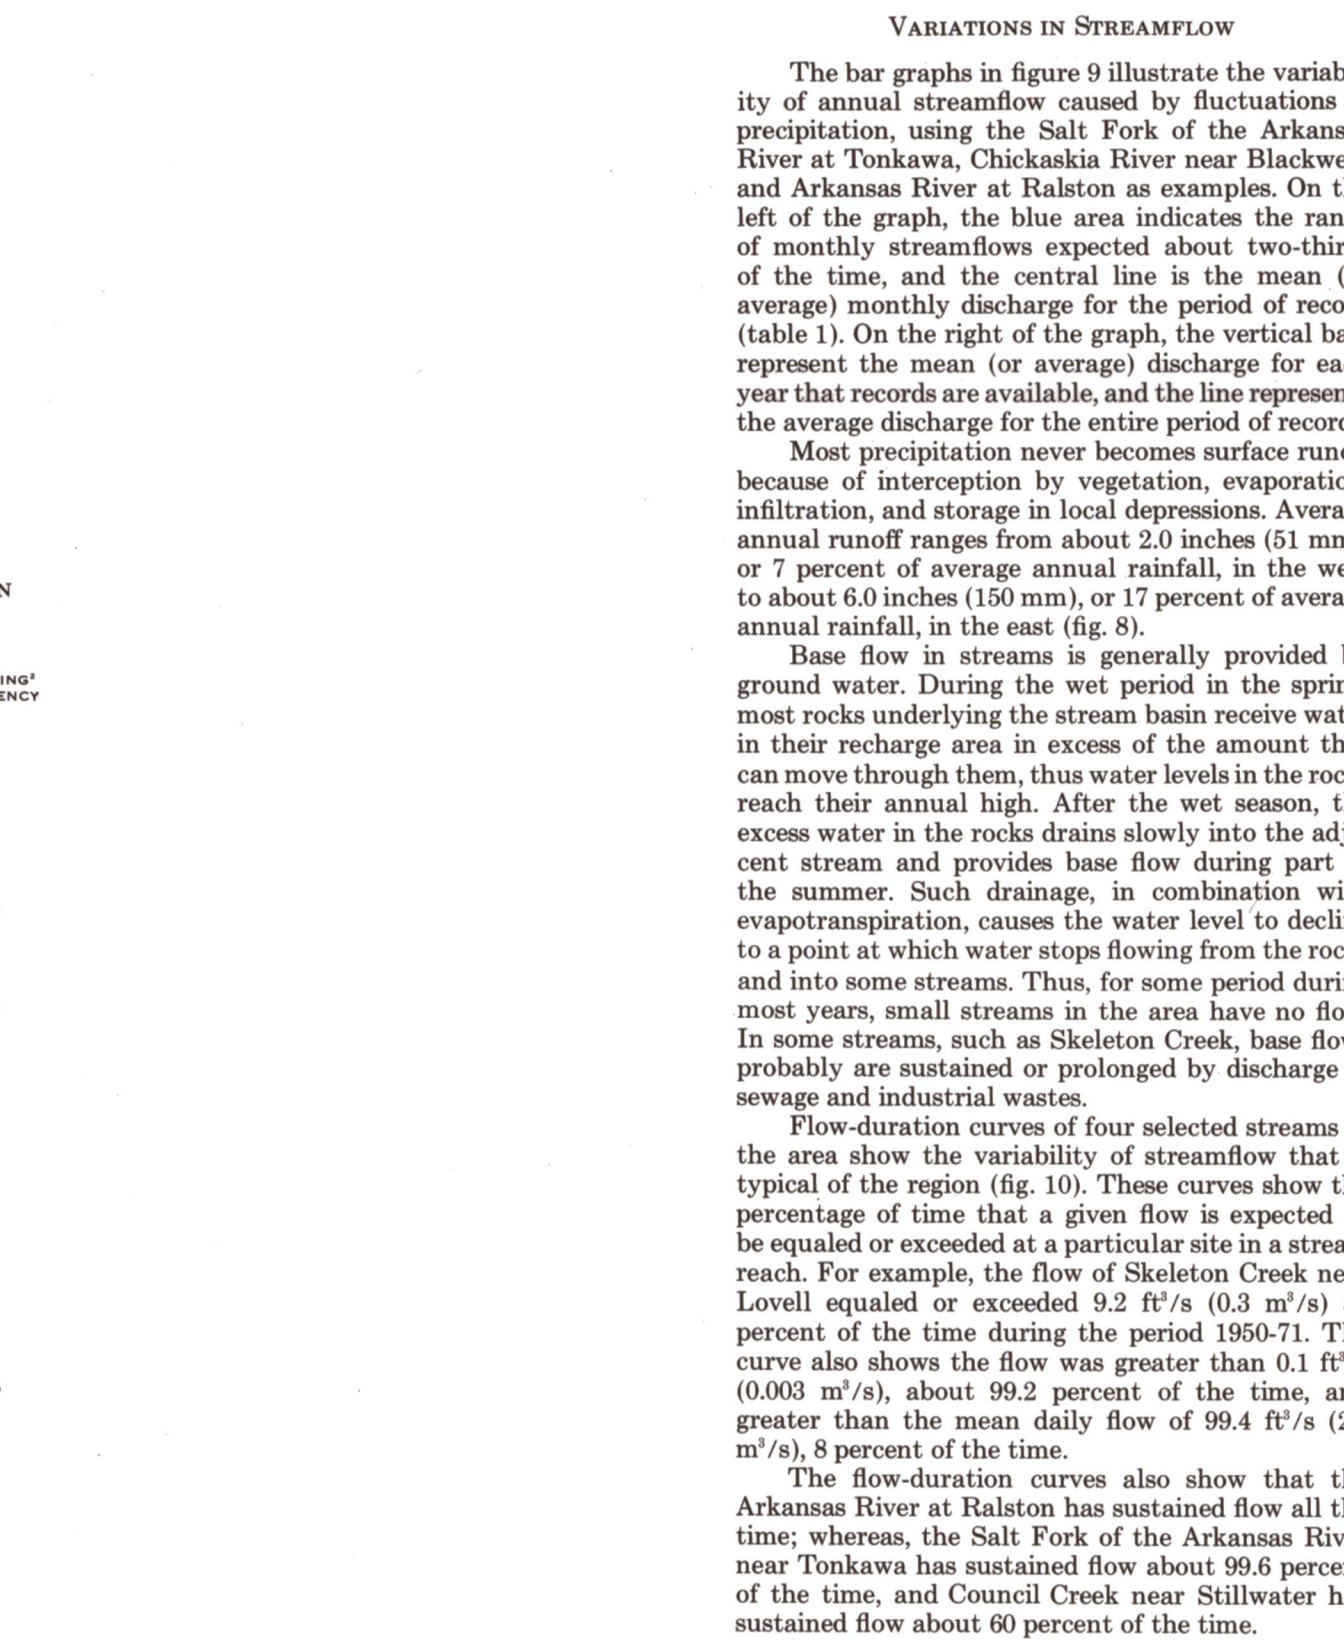 VARIATIONS IN STREAMFLOW
The bar graphs in figure 9 illustrate the variab
ity of annual streamflow caused by fluctuations
precipitation, using the Salt Fork of the Arkans
River at Tonkawa, Chickaskia River near Blackwe
and Arkansas River at Ralston as examples. On t
left of the graph, the blue area indicates the ran
of monthly streamflows expected about two-thir
of the time, and the central line is the mean (
average) monthly discharge for the period of reco
(table 1). On the right of the graph, the vertical ba
represent the mean (or average) discharge for ea
year that records are available, and the line represen
the average discharge for the entire period of record
Most precipitation never becomes surface runo
because of interception by vegetation, evaporatio
infiltration, and storage in local depressions. Avera
annual runoff ranges from about 2.0 inches (51 mm
or 7 percent of average annual rainfall, in the we
to about 6.0 inches (150 mm), or 17 percent of avera
annual rainfall, in the east (fig. 8).
Base flow in streams is generally provided
ground water. During the wet period in the sprin
most rocks underlying the stream basin receive wat
in their recharge area in excess of the amount th
can move through them, thus water levels in the roc
reach their annual high. After the wet season, t
excess water in the rocks drains slowly into the adj
cent stream and provides base flow during part
the summer. Such drainage, in combination wi
evapotranspiration, causes the water level to decli
to a point at which water stops flowing from the roc
and into some streams. Thus, for some period duri
most years, small streams in the area have no flo
In some streams, such as Skeleton Creek, base flo
probably are sustained or prolonged by discharge
sewage and industrial wastes.
Flow-duration curves of four selected streams
the area show the variability of streamflow that
typical of the region (fig. 10). These curves show t
percentage of time that a given flow is expected
be equaled or exceeded at a particular site in a strea
reach. For example, the flow of Skeleton Creek ne
Lovell equaled or exceeded 9.2 ft³/s (0.3 m³/s)
percent of the time during the period 1950-71. T
curve also shows the flow was greater than 0.1 ft³
(0.003 m³/s), about 99.2 percent of the time, a
greater than the mean daily flow of 99.4 ft³/s (2
m³/s), 8 percent of the time.
The flow-duration curves also show that t
Arkansas River at Ralston has sustained flow all t
time; whereas, the Salt Fork of the Arkansas Riv
near Tonkawa has sustained flow about 99.6 perce
of the time, and Council Creek near Stillwater h
sustained flow about 60 percent of the time.
N
ING²
ENCY